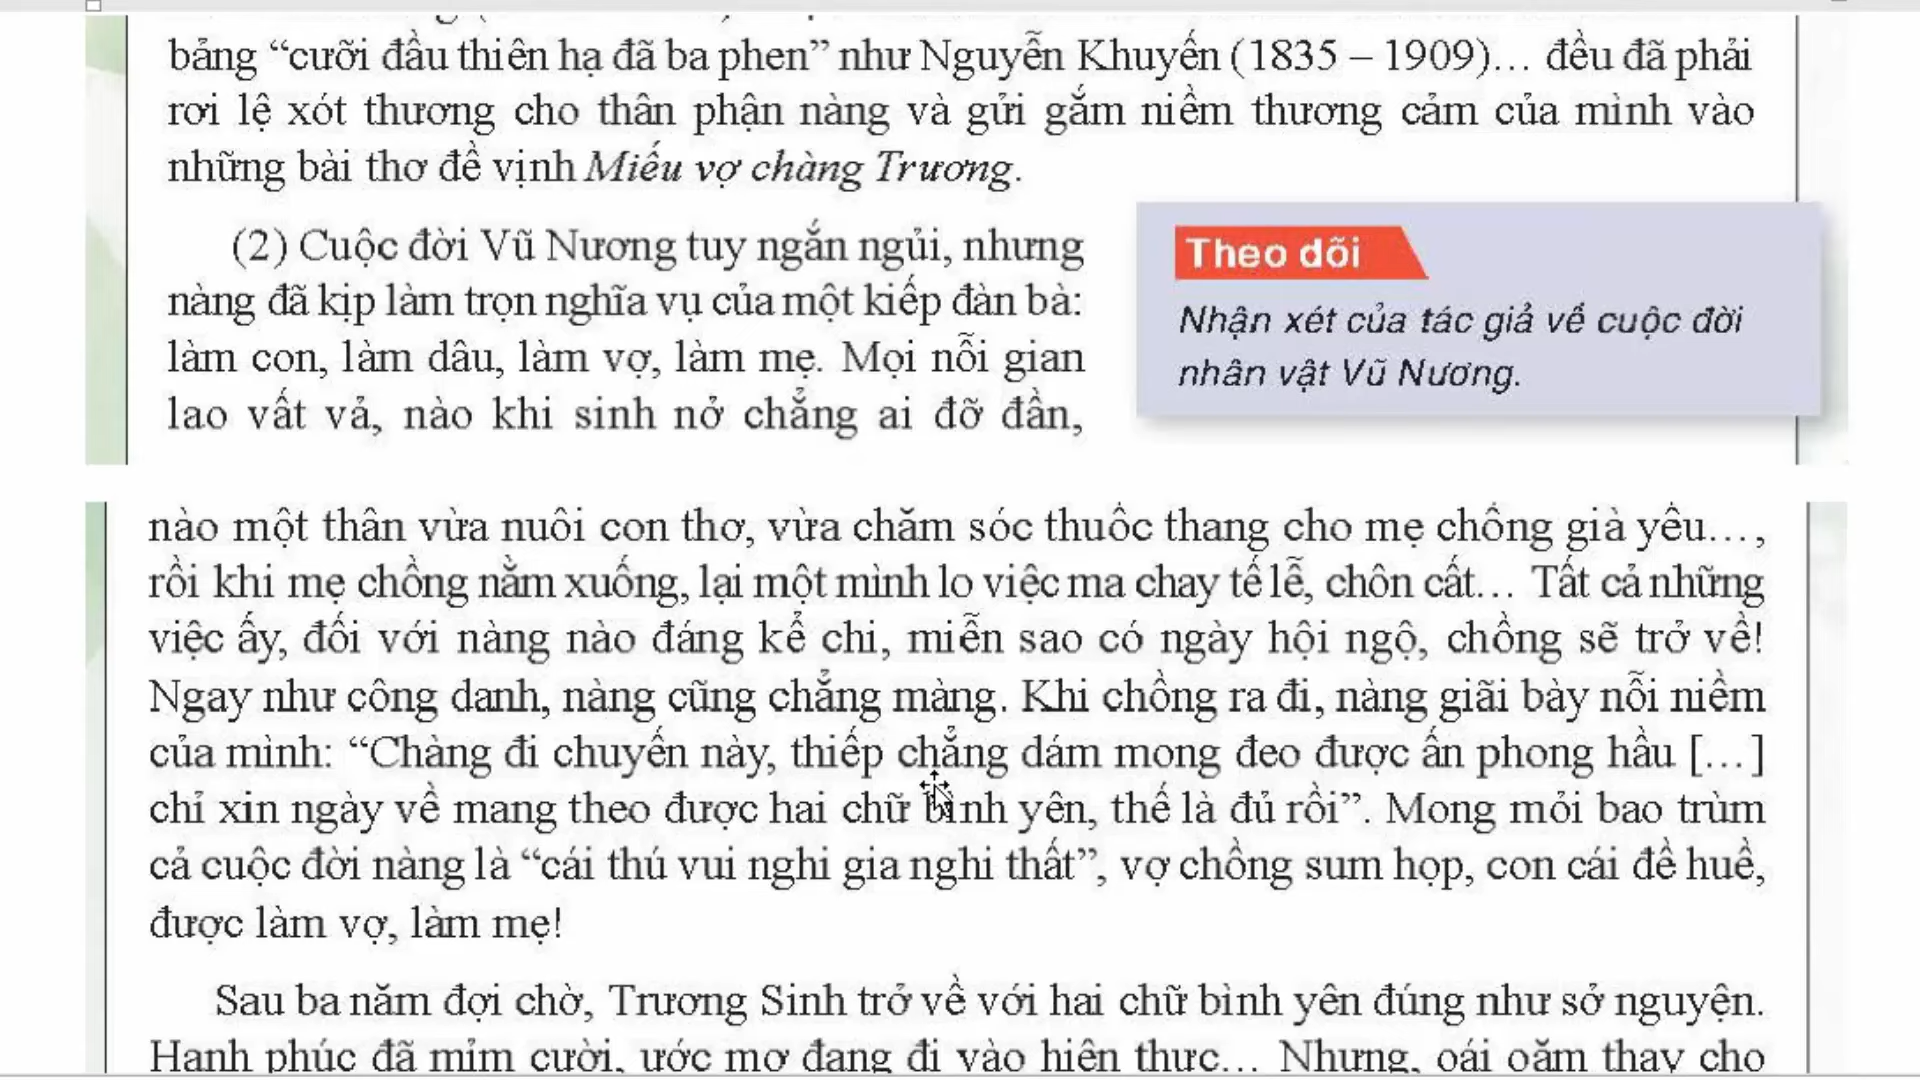 bảng “cưỡi đầu thiên hạ đã ba phen” như Nguyễn Khuyến (1835 – 1909)... đều đã phải
rơi lệ xót thương cho thân phận nàng và gửi gắm niềm thương cảm của mình vào
những bài thơ đề vịnh Miếu vợ chàng Trương.
(2) Cuộc đời Vũ Nương tuy ngắn ngủi, nhưng
nàng đã kịp làm trọn nghĩa vụ của một kiếp đàn bà:
làm con, làm dâu, làm vợ, làm mẹ. Mọi nỗi gian
lao vất vả, nào khi sinh nở chẳng ai đỡ đần,
Theo dõi
Nhận xét của tác giả về cuộc đời
nhân vật Vũ Nương.
nào một thân vừa nuôi con thơ, vừa chăm sóc thuốc thang cho mẹ chồng già yếu...,
rồi khi mẹ chồng nằm xuống, lại một mình lo việc ma chay tế lễ, chôn cất... Tất cả những
việc ấy, đối với nàng nào đáng kể chi, miễn sao có ngày hội ngộ, chồng sẽ trở về!
Ngay như công danh, nàng cũng chẳng màng. Khi chồng ra đi, nàng giãi bày nỗi niềm
của mình: “Chàng đi chuyến này, thiếp chẳng dám mong đeo được ấn phong hầu [...]
chỉ xin ngày về mang theo được hai chữ bình yên, thế là đủ rồi”. Mong mỏi bao trùm
cả cuộc đời nàng là “cái thú vui nghi gia nghi thất”, vợ chồng sum họp, con cái đề huề,
được làm vợ, làm mẹ!
Sau ba năm đợi chờ, Trương Sinh trở về với hai chữ bình yên đúng như sở nguyện.
Hạnh phúc đã mỉm cười, ước mơ đang đi vào hiện thực... Nhưng, oái oăm thay cho